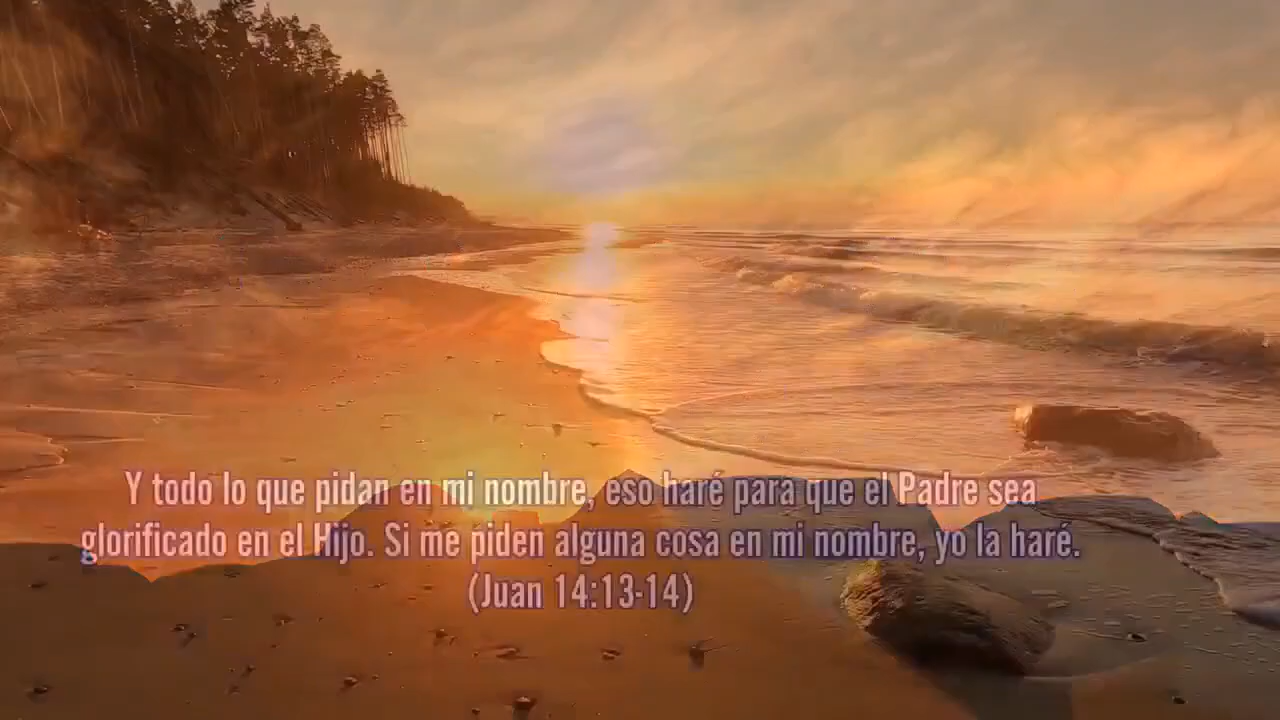 Y todo lo que pidan en mi nombre, eso haré para que el Padre sea
glorificado en el Hijo. Si me piden alguna cosa en mi nombre, yo la haré.
(Juan 14:13-14)